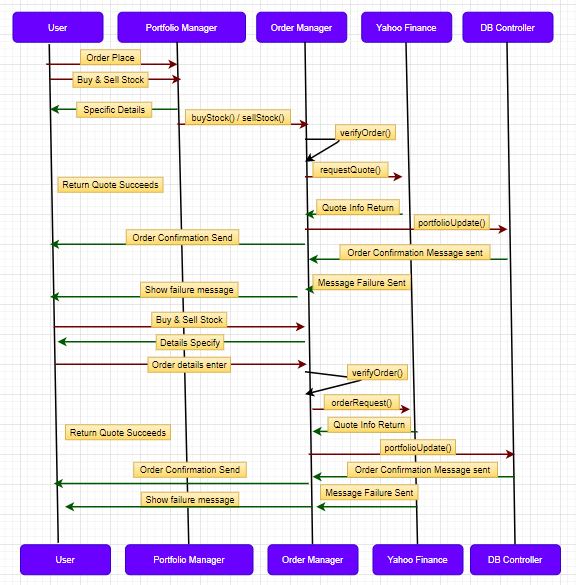 User
Portfolio Manager
Order Manager
Yahoo Finance
DB Controller
Order Place
Buy & Sell Stock
Specific Details
buyStock() / sellStock()
verifyOrder()
requestQuote()
Return Quote Succeeds
Quote Info Return
portfolioUpdate()
Order Confirmation Send
Order Confirmation Message sent
Message Failure Sent
Show failure message
Buy & Sell Stock
Details Specify
Order details enter
verifyOrder()
orderRequest()
Quote Info Return
Return Quote Succeeds
portfolioUpdate()
Order Confirmation Send
Order Confirmation Message sent
Message Failure Sent
Show failure message
User
Portfolio Manager
Order Manager
Yahoo Finance
DB Controller